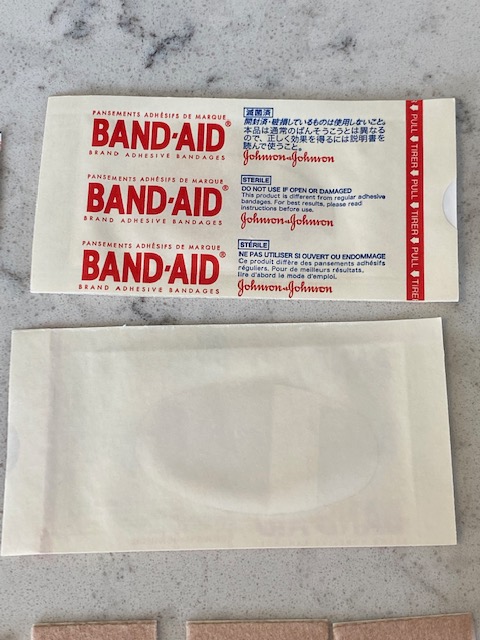 PANSEMENTS ADHÉSIFS DE MARQUE
BAND-AID®
BRAND ADHESIVE BANDAGES
滅菌済
開封済・破損しているものは使用しないこと。
本品は通常のばんそうこうとは異なる
ので、正しく効果を得るには説明書を
読んで使うこと。
Johnson & Johnson
PANSEMENTS ADHÉSIFS DE MARQUE
BAND-AID®
BRAND ADHESIVE BANDAGES
STERILE
DO NOT USE IF OPEN OR DAMAGED
This product is different from regular adhesive
bandages. For best results, please read
instructions before use.
Johnson & Johnson
PANSEMENTS ADHÉSIFS DE MARQUE
BAND-AID®
BRAND ADHESIVE BANDAGES
STÉRILE
NE PAS UTILISER SI OUVERT OU ENDOMMAGE
Ce produit diffère des pansements adhésifs
réguliers. Pour de meilleurs résultats,
lire d'abord le mode d'emploi.
Johnson & Johnson
PULL TIRER PULL TIRER PULL TIRE